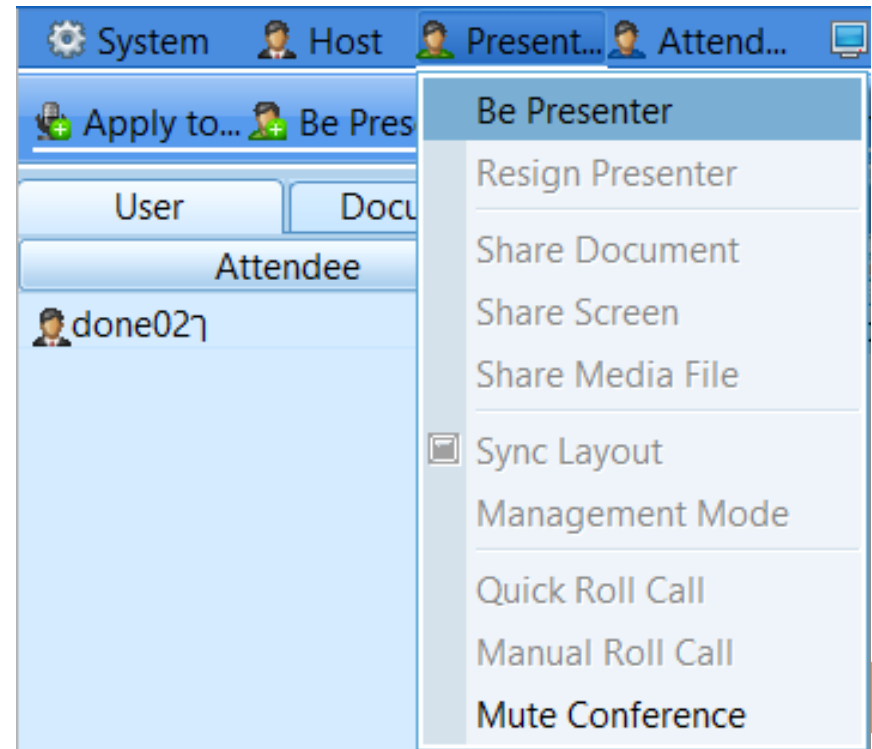 System Host Present... Attend...
Apply to... Be Pres
User Docu
Attendee
done02ךּ
Be Presenter
Resign Presenter
Share Document
Share Screen
Share Media File
Sync Layout
Management Mode
Quick Roll Call
Manual Roll Call
Mute Conference